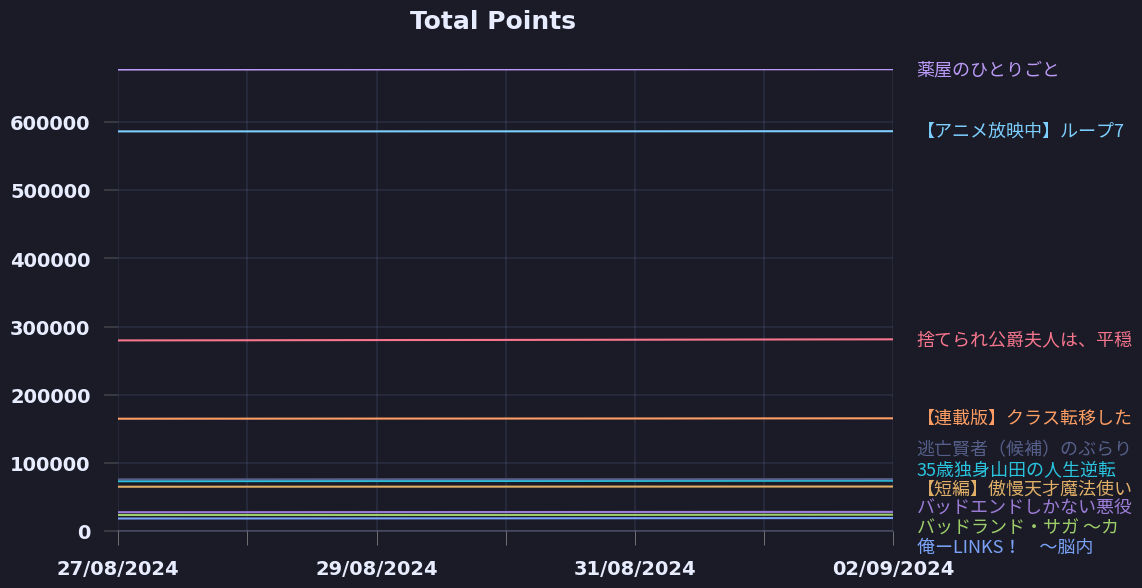 Total Points
600000
500000
400000
300000
200000
100000
0
27/08/2024
29/08/2024
31/08/2024
02/09/2024
薬屋のひとりごと
【アニメ放映中】ループ7
捨てられ公爵夫人は、平穏
【連載版】クラス転移した
逃亡賢者（候補）のぶらり
35歳独身山田の人生逆転
【短編】傲慢天才魔法使い
バッドエンドしかない悪役
バッドランド・サガ ～カ
俺ーLINKS！　～脳内